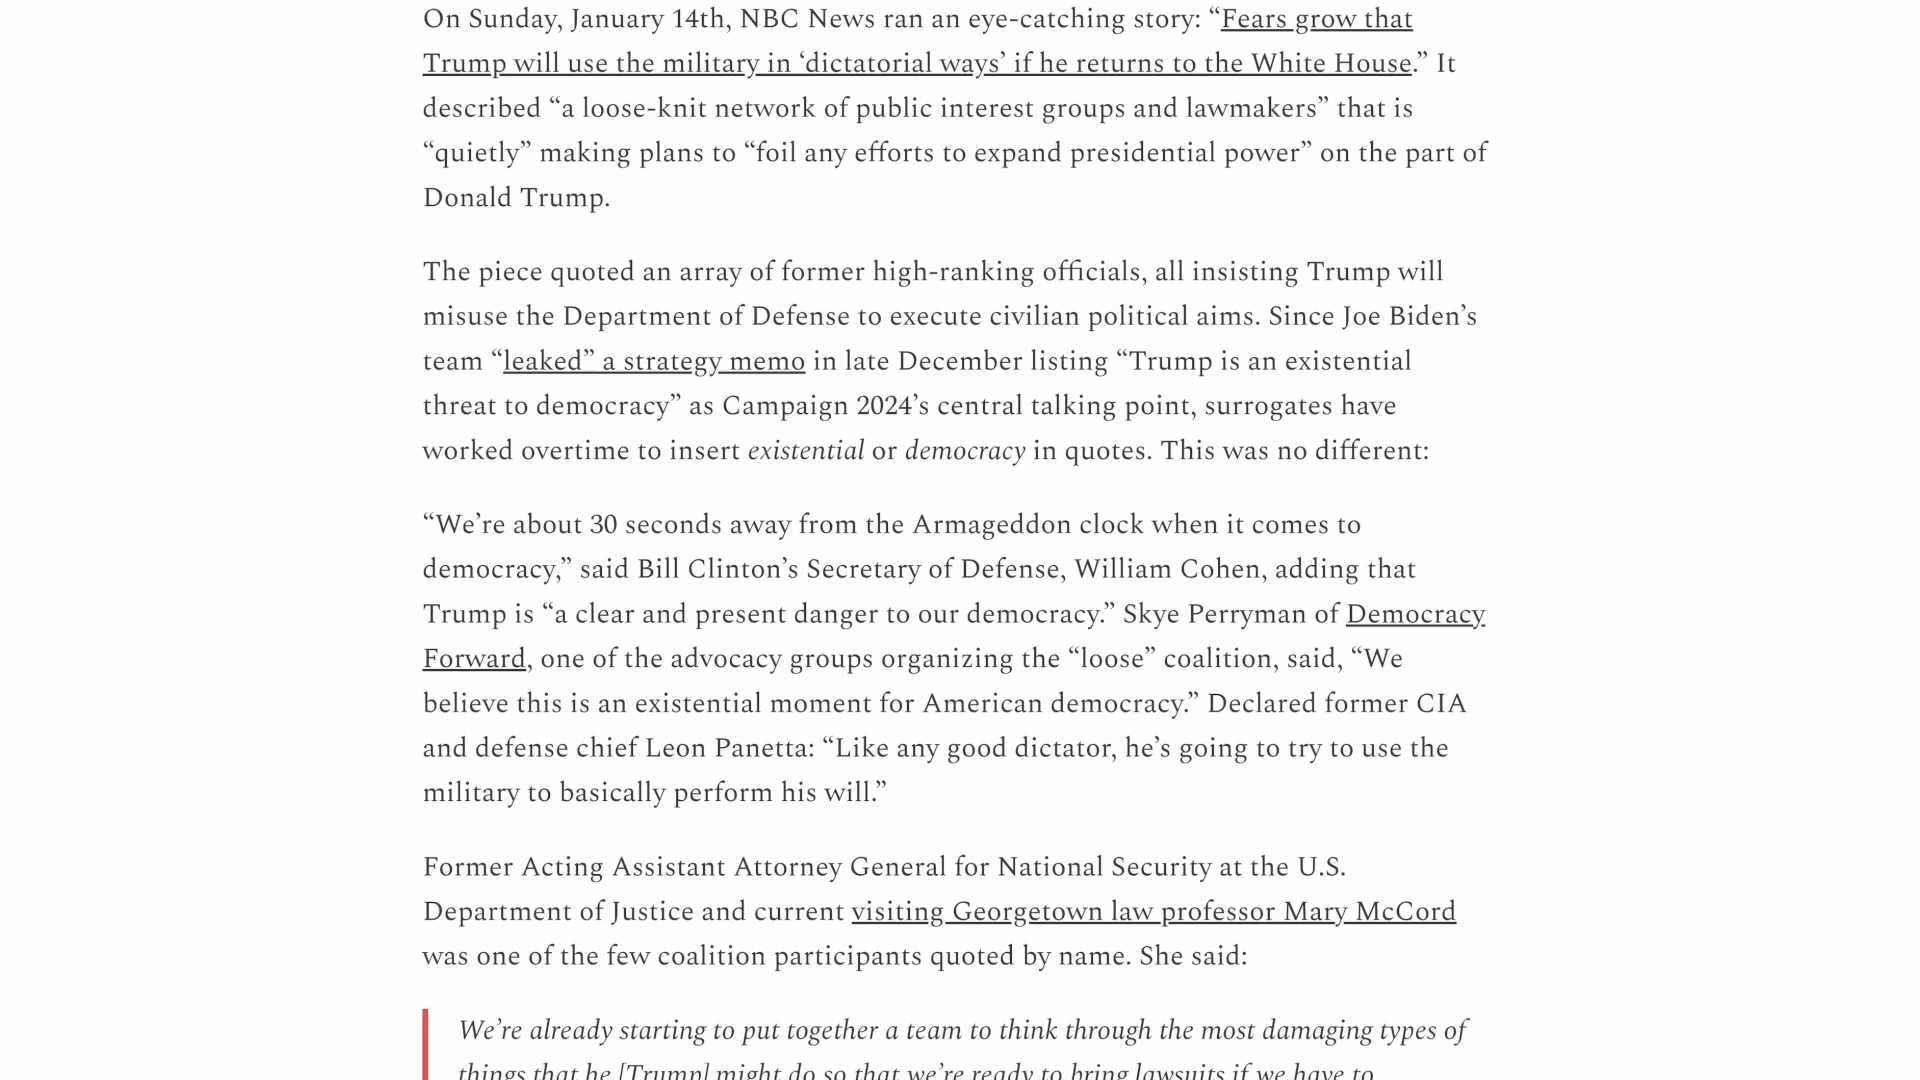 On Sunday, January 14th, NBC News ran an eye-catching story: “Fears grow that
Trump will use the military in ‘dictatorial ways’ if he returns to the White House.” It
described “a loose-knit network of public interest groups and lawmakers” that is
“quietly” making plans to “foil any efforts to expand presidential power” on the part of
Donald Trump.
The piece quoted an array of former high-ranking officials, all insisting Trump will
misuse the Department of Defense to execute civilian political aims. Since Joe Biden’s
team “leaked” a strategy memo in late December listing “Trump is an existential
threat to democracy” as Campaign 2024’s central talking point, surrogates have
worked overtime to insert existential or democracy in quotes. This was no different:
“We’re about 30 seconds away from the Armageddon clock when it comes to
democracy,” said Bill Clinton’s Secretary of Defense, William Cohen, adding that
Trump is “a clear and present danger to our democracy.” Skye Perryman of Democracy
Forward, one of the advocacy groups organizing the “loose” coalition, said, “We
believe this is an existential moment for American democracy.” Declared former CIA
and defense chief Leon Panetta: “Like any good dictator, he’s going to try to use the
military to basically perform his will.”
Former Acting Assistant Attorney General for National Security at the U.S.
Department of Justice and current visiting Georgetown law professor Mary McCord
was one of the few coalition participants quoted by name. She said:
We’re already starting to put together a team to think through the most damaging types of
things that he [Trump] might do so that we’re ready to bring lawsuits if we have to